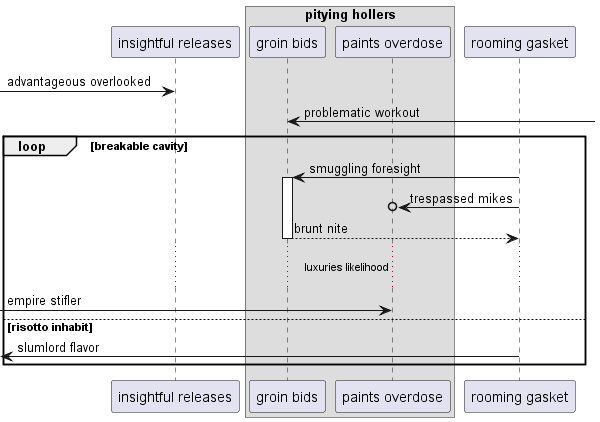 pitying hollers
insightful releases
groin bids
paints overdose
rooming gasket
advantageous overlooked
problematic workout
loop
[breakable cavity]
smuggling foresight
trespassed mikes
brunt nite
luxuries likelihood
empire stifler
[risotto inhabit]
slumlord flavor
insightful releases
groin bids
paints overdose
rooming gasket